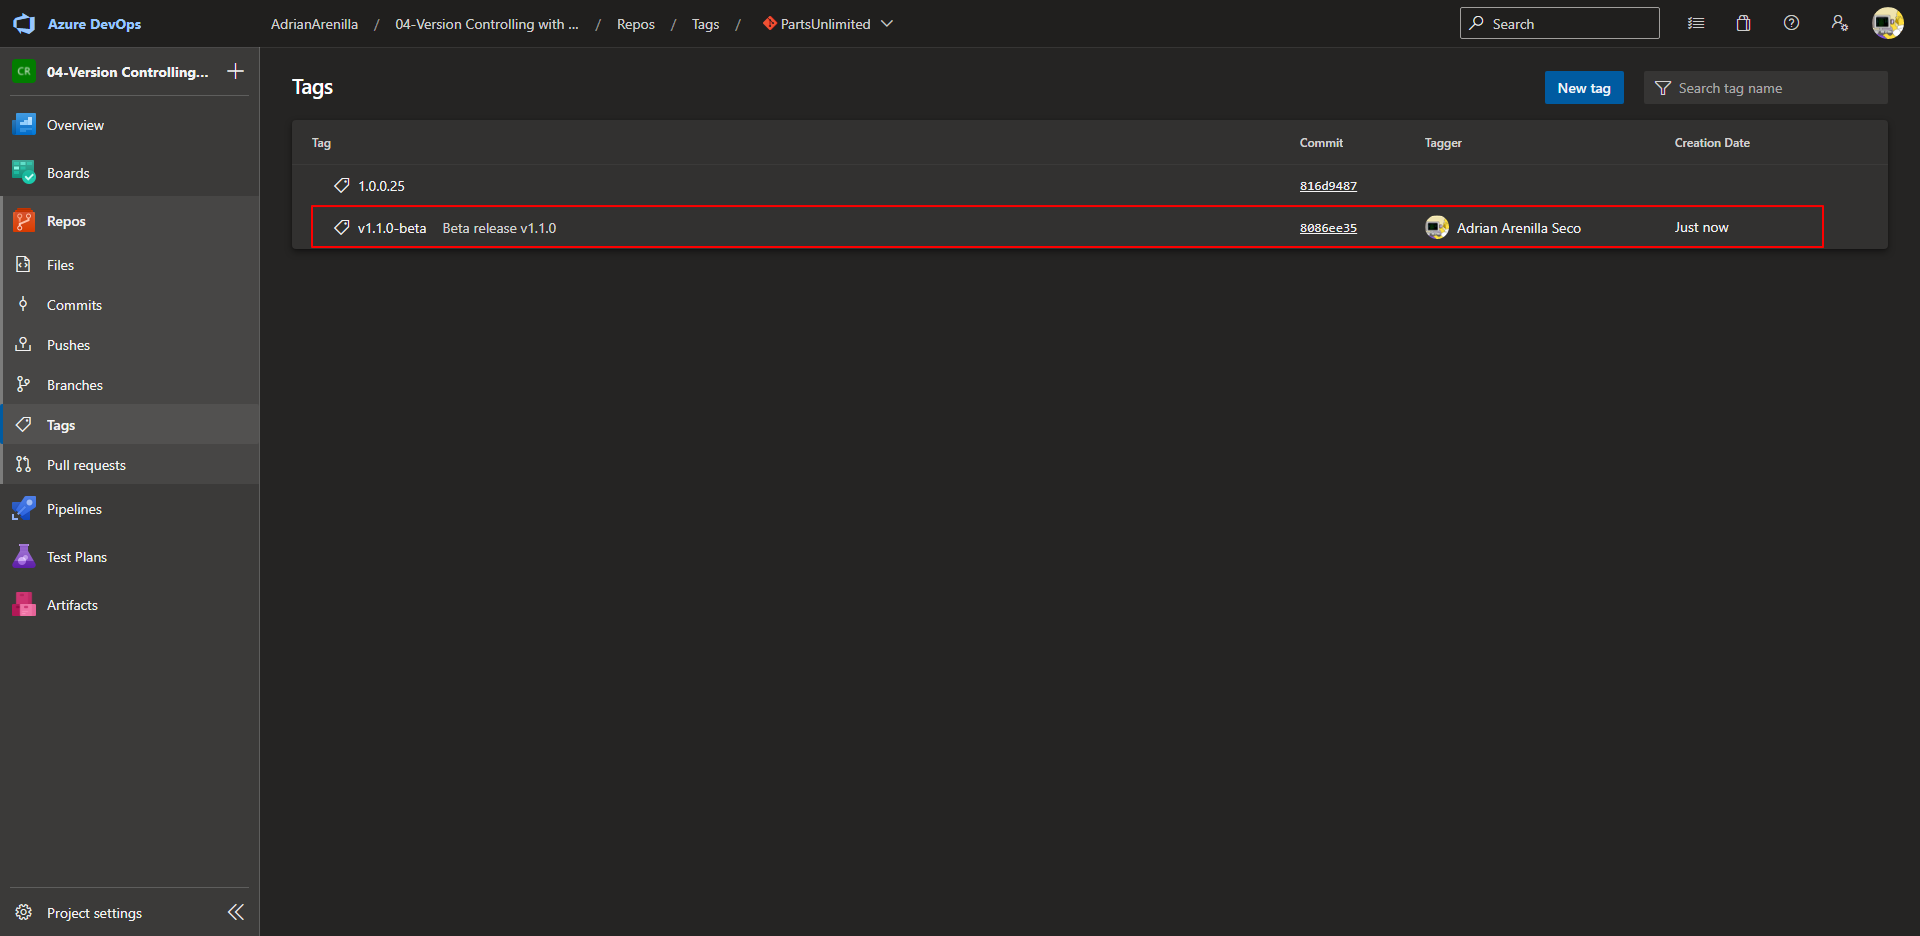 Azure DevOps
AdrianArenilla / 04-Version Controlling with ... / Repos / Tags / PartsUnlimited
Search
CR 04-Version Controlling...
Overview
Boards
Repos
Files
Commits
Pushes
Branches
Tags
Pull requests
Pipelines
Test Plans
Artifacts
Project settings
Tags
New tag
Search tag name
Tag Commit Tagger Creation Date
1.0.0.25 816d9487
v1.1.0-beta Beta release v1.1.0 8086ee35 Adrian Arenilla Seco Just now